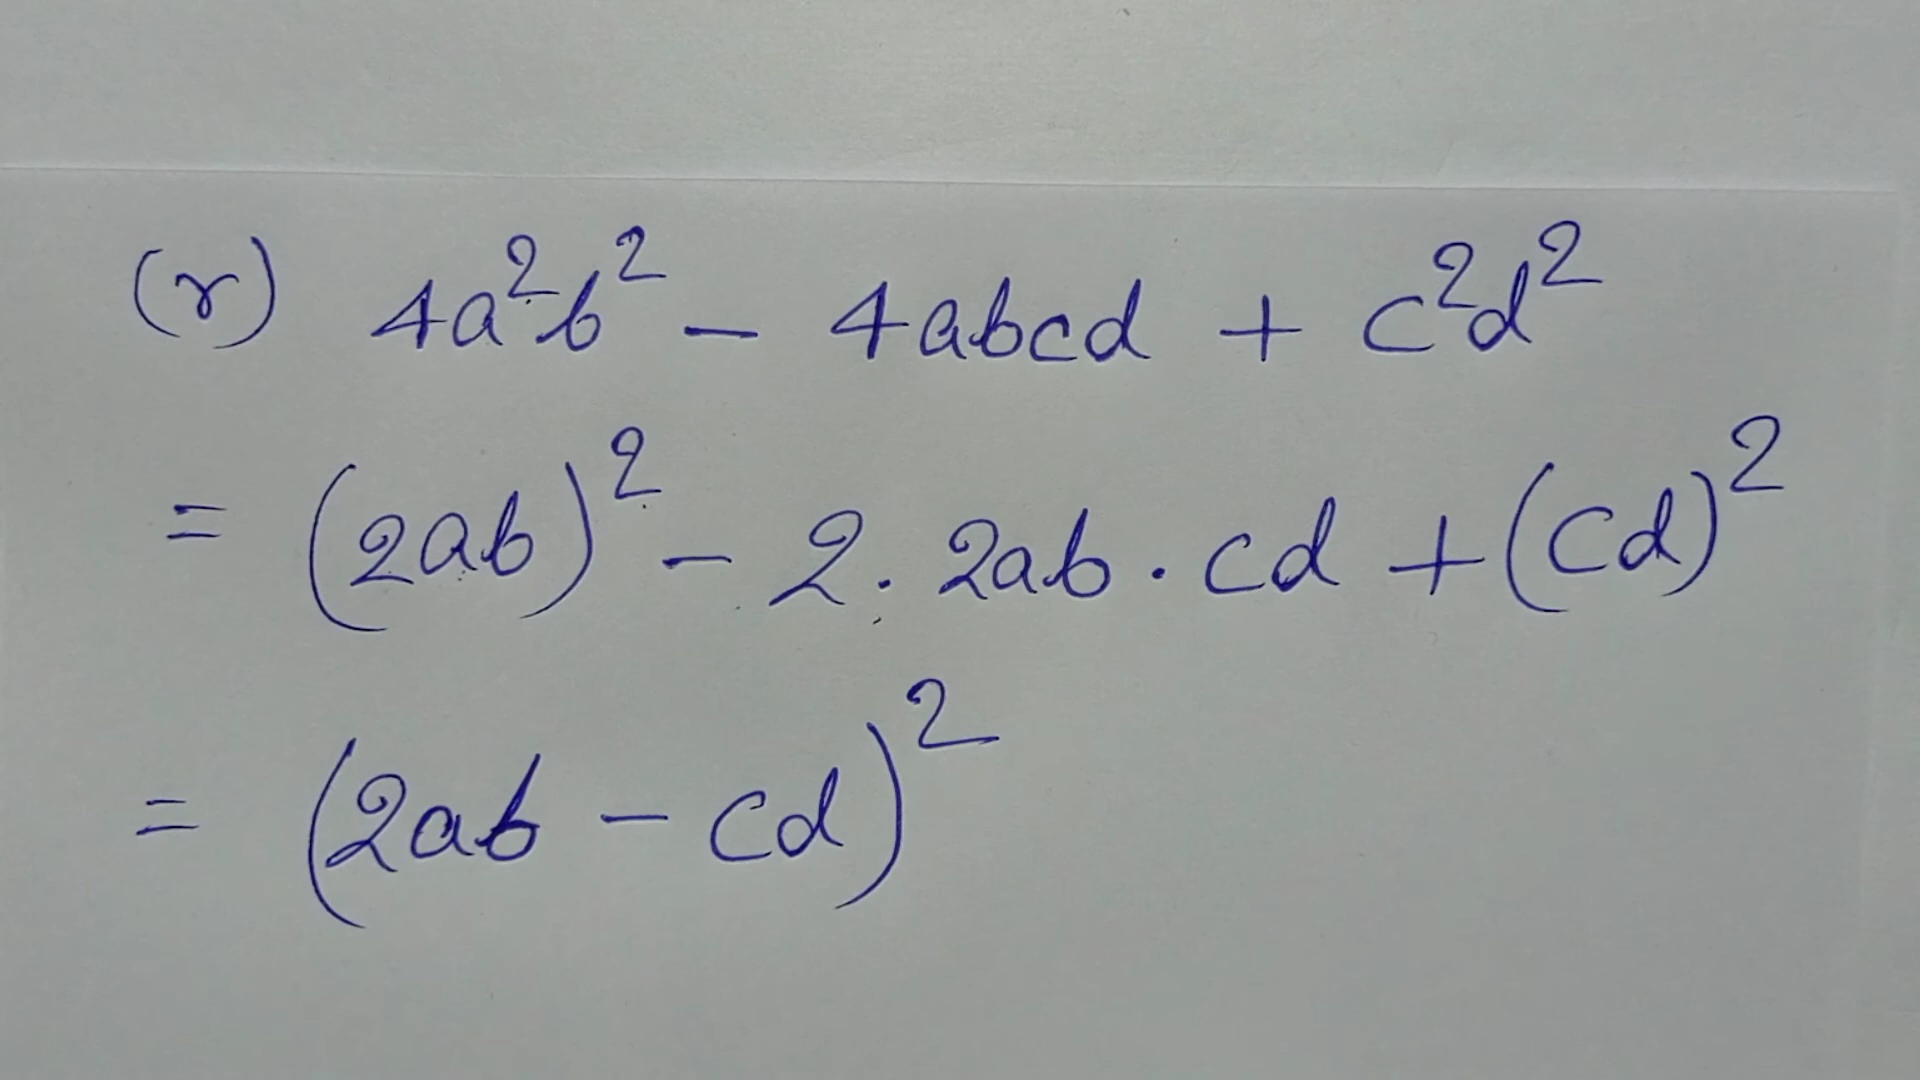 (r) 4a²b² - 4abcd + c²d²
= (2ab)² - 2 . 2ab . cd + (cd)²
= (2ab - cd)²